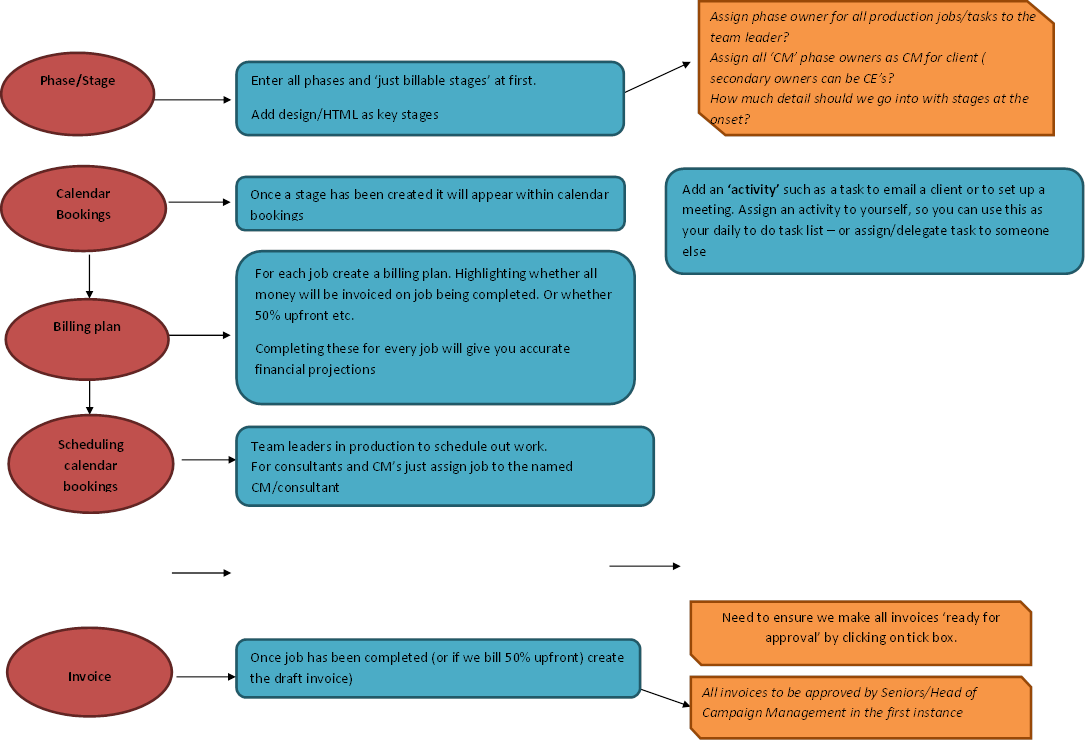 Assign phase owner for all production jobs/tasks to the
team leader?
Assign all ‘CM’ phase owners as CM for client (
secondary owners can be CE’s?
How much detail should we go into with stages at the
onset?
Phase/Stage
Enter all phases and ‘just billable stages’ at first.
Add design/HTML as key stages
Calendar
Bookings
Once a stage has been created it will appear within calendar
bookings
Add an ‘activity’ such as a task to email a client or to set up a
meeting. Assign an activity to yourself, so you can use this as
your daily to do task list – or assign/delegate task to someone
else
Billing plan
For each job create a billing plan. Highlighting whether all
money will be invoiced on job being completed. Or whether
50% upfront etc.
Completing these for every job will give you accurate
financial projections
Scheduling
calendar
bookings
Team leaders in production to schedule out work.
For consultants and CM’s just assign job to the named
CM/consultant
Need to ensure we make all invoices ‘ready for
approval’ by clicking on tick box.
Invoice
Once job has been completed (or if we bill 50% upfront) create
the draft invoice)
All invoices to be approved by Seniors/Head of
Campaign Management in the first instance